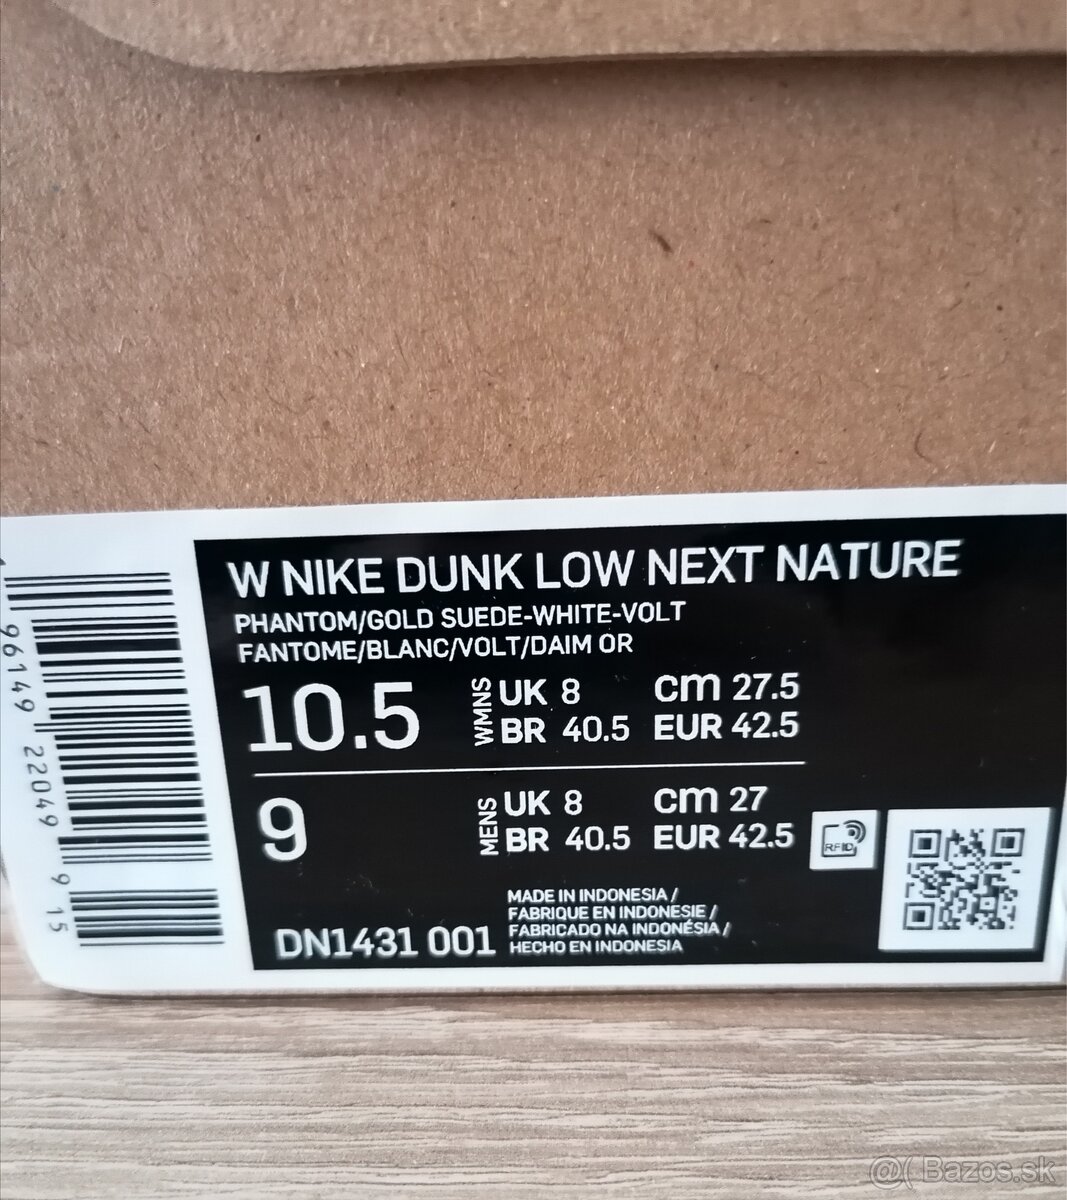 W NIKE DUNK LOW NEXT NATURE
PHANTOM/GOLD SUEDE-WHITE-VOLT
FANTOME/BLANC/VOLT/DAIM OR
10.5 WMNS UK 8 cm 27.5
BR 40.5 EUR 42.5
9 MENS UK 8 cm 27
BR 40.5 EUR 42.5
RFID
DN1431 001
MADE IN INDONESIA /
FABRIQUE EN INDONESIE /
FABRICADO NA INDONÉSIA /
HECHO EN INDONESIA
96149 22049 9 15
@( Bazos.sk